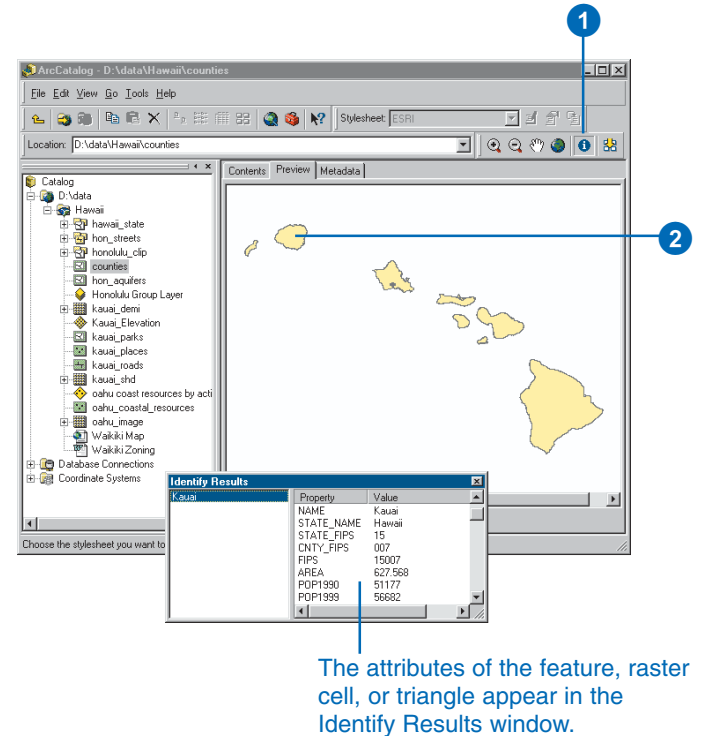 1
ArcCatalog - D:\data\Hawaii\counties
File Edit View Go Tools Help
Stylesheet: ESRI
Location: D:\data\Hawaii\counties
Contents Preview Metadata
Catalog
D:\data
Hawaii
hawaii_state
hon_streets
honolulu_clip
counties
hon_aquifers
Honolulu Group Layer
kauai_demi
Kauai_Elevation
kauai_parks
kauai_places
kauai_roads
kauai_shd
oahu coast resources by acti
oahu_coastal_resources
oahu_image
Waikiki Map
Waikiki Zoning
Database Connections
Coordinate Systems
2
Choose the stylesheet you want to
Identify Results
Kauai
Property Value
NAME Kauai
STATE_NAME Hawaii
STATE_FIPS 15
CNTY_FIPS 007
FIPS 15007
AREA 627.568
POP1990 51177
POP1999 56682
The attributes of the feature, raster
cell, or triangle appear in the
Identify Results window.